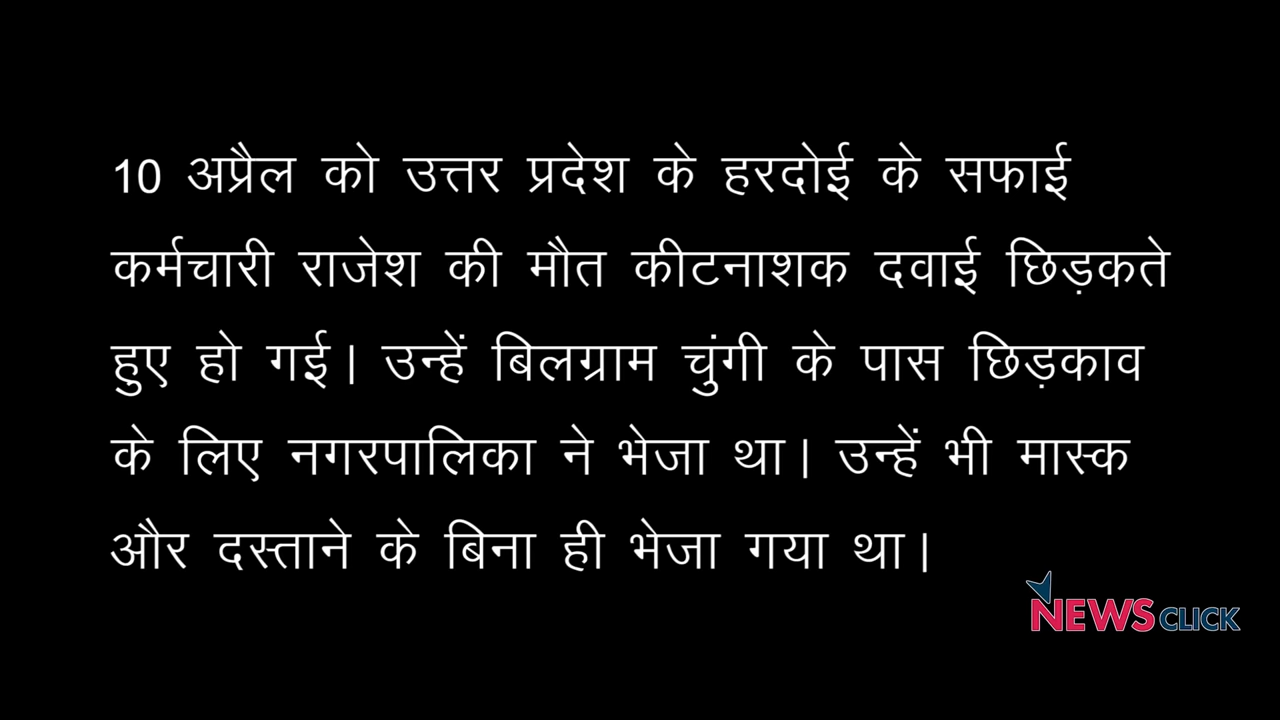 10 अप्रैल को उत्तर प्रदेश के हरदोई के सफाई
कर्मचारी राजेश की मौत कीटनाशक दवाई छिड़कते
हुए हो गई। उन्हें बिलग्राम चुंगी के पास छिड़काव
के लिए नगरपालिका ने भेजा था। उन्हें भी मास्क
और दस्ताने के बिना ही भेजा गया था।
NEWSCLICK